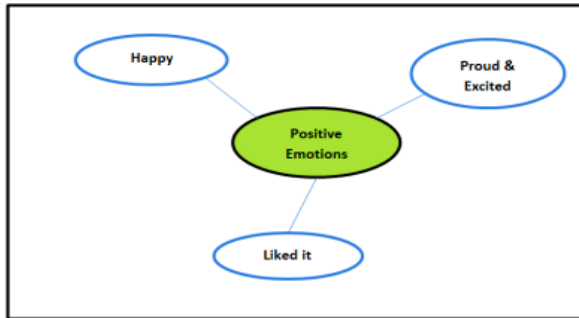 Happy
Proud &
Excited
Positive
Emotions
Liked it